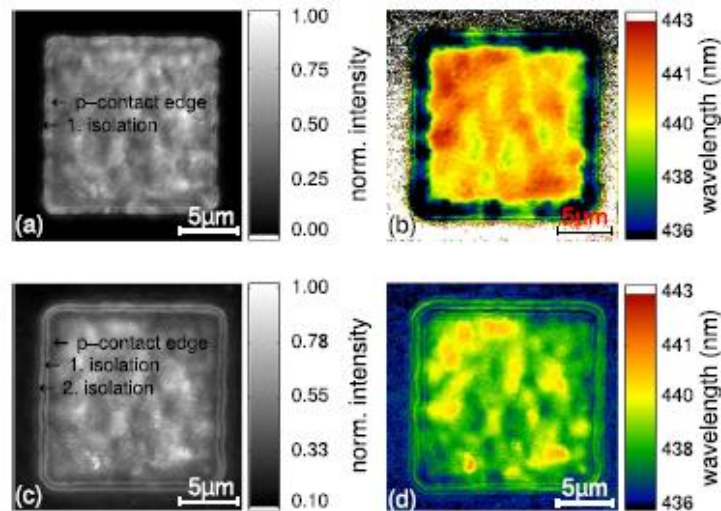 1.00
0.75
0.50
0.25
0.00
norm. intensity
← p–contact edge
← 1. isolation
(a)
5µm
443
441
440
438
436
wavelength (nm)
(b)
5µm
1.00
0.78
0.55
0.33
0.10
norm. intensity
← p–contact edge
← 1. isolation
← 2. isolation
(c)
5µm
443
441
440
438
436
wavelength (nm)
(d)
5µm